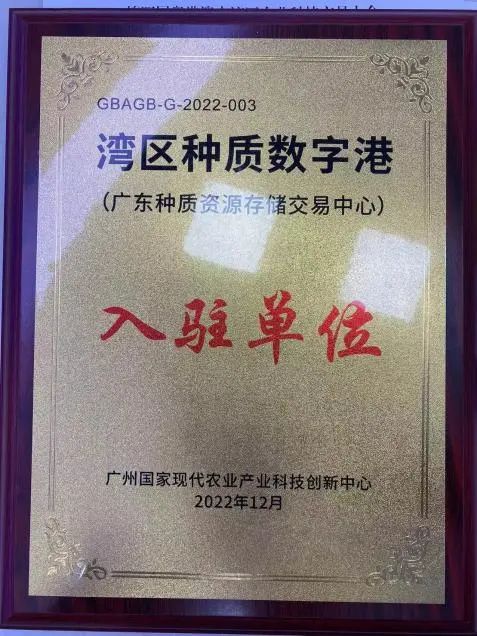 GBAGB-G-2022-003
湾区种质数字港
(广东种质资源存储交易中心)
入驻单位
广州国家现代农业产业科技创新中心
2022年12月